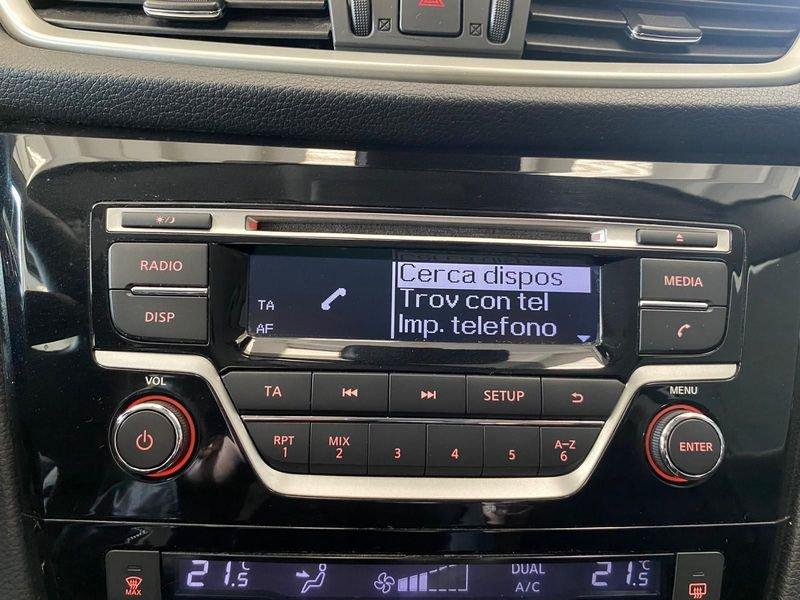 RADIO
DISP
TA
AF
Cerca dispos
Trov con tel
Imp. telefono
MEDIA
VOL
TA
SETUP
MENU
RPT
1
MIX
2
3
4
5
A-Z
6
ENTER
MAX
21.5°C
DUAL
A/C
21.5°C